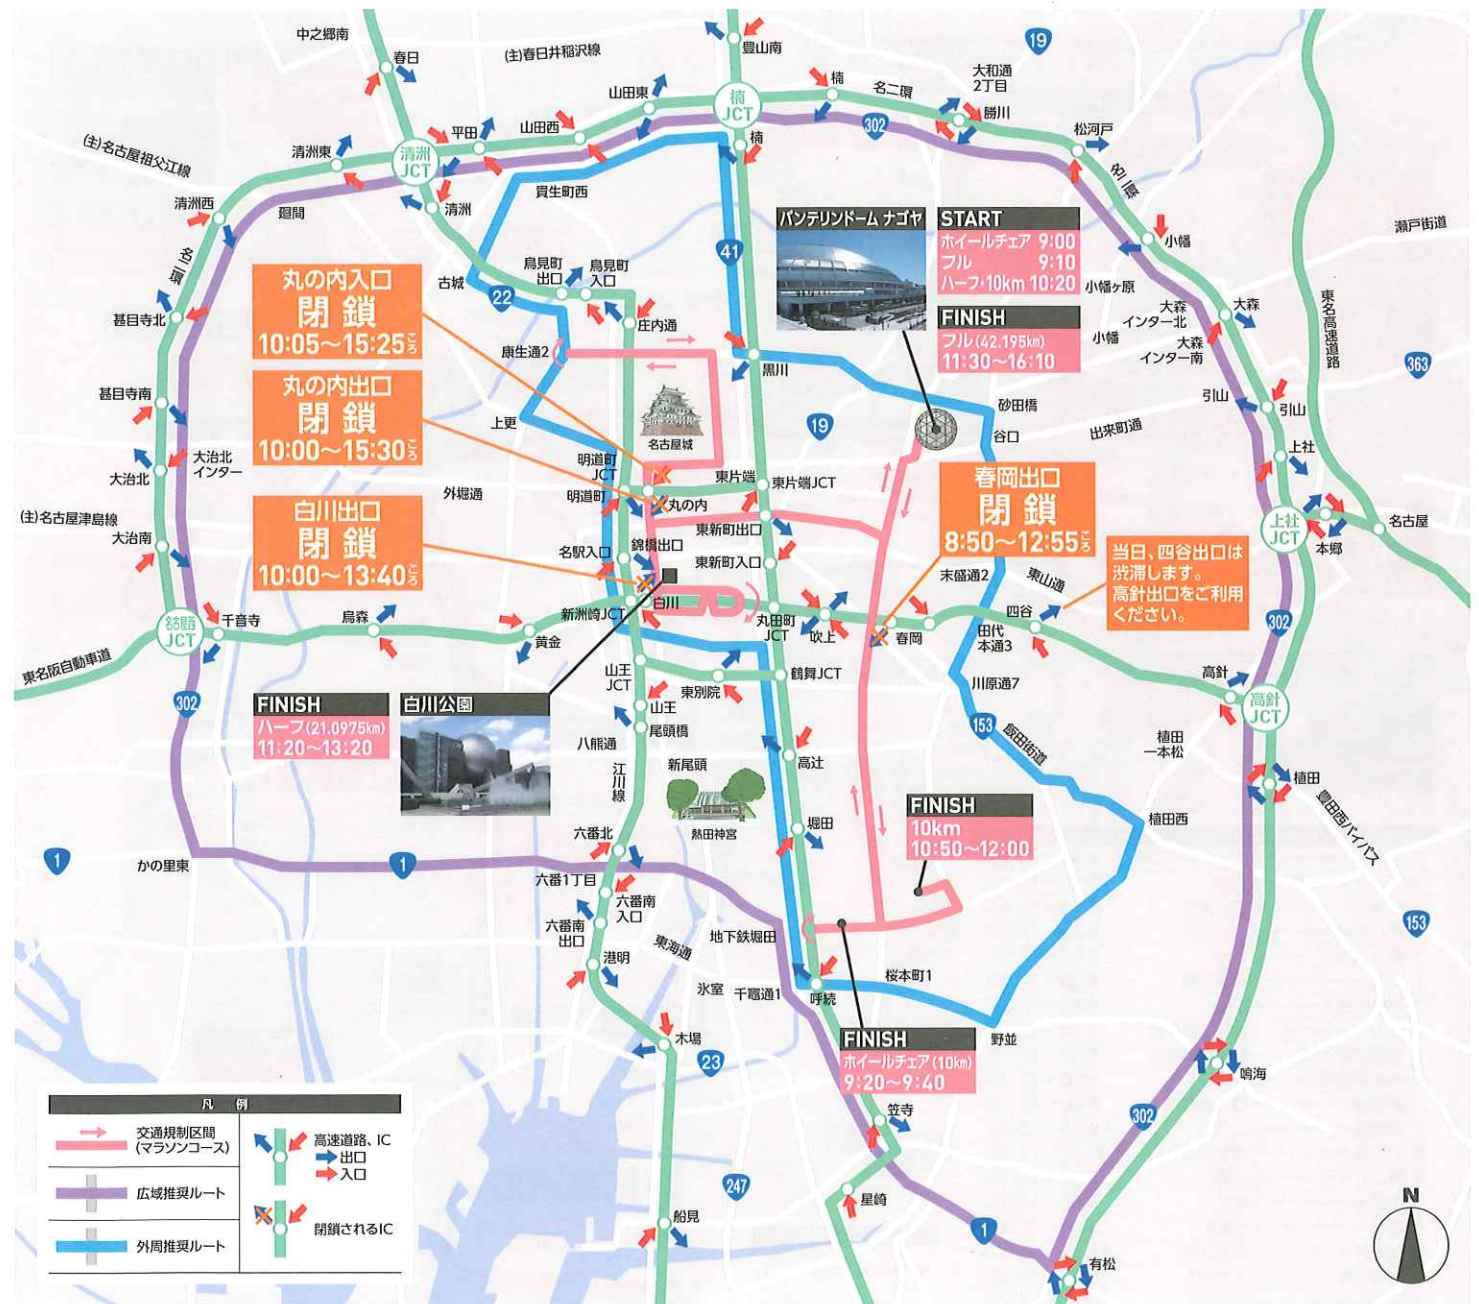 中之郷南
春日
(主)春日井稲沢線
豊山南
19
大和通
2丁目
楠
名二環
勝川
山田東
楠
JCT
302
松河戸
山田西
平田
楠
(主)名古屋祖父江線
清洲東
清洲
JCT
名二環
清洲西
廻間
清洲
貴生町西
バンテリンドーム ナゴヤ
START
ホイールチェア 9:00
フル 9:10
ハーフ・10km 10:20
小幡
瀬戸街道
名二環
41
鳥見町
出口
鳥見町
入口
古城
22
小幡ヶ原
FINISH
フル(42.195km)
11:30～16:10
大森
インター北
大森
東名高速道路
丸の内入口
閉鎖
10:05～15:25ごろ
甚目寺北
庄内通
小幡
大森
インター南
康生通2
黒川
363
丸の内出口
閉鎖
10:00～15:30ごろ
甚目寺南
引山
引山
砂田橋
上更
名古屋城
19
谷口
出来町通
大治北
インター
大治北
明道町
JCT
上社
春岡出口
閉鎖
8:50～12:55ごろ
東片端
東片端JCT
外堀通
明道町
丸の内
白川出口
閉鎖
10:00～13:40ごろ
(主)名古屋津島線
大治南
東新町出口
上社
JCT
名古屋
本郷
名駅入口
錦橋出口
東新町入口
末盛通2
東山通
当日、四谷出口は
渋滞します。
高針出口をご利用
ください。
新洲崎JCT
白川
丸田町
JCT
吹上
春岡
四谷
田代
本通3
302
名古屋西
JCT
千音寺
烏森
黄金
東名阪自動車道
山王
JCT
東別院
鶴舞JCT
川原通7
高針
高針
JCT
302
FINISH
ハーフ(21.0975km)
11:20～13:20
白川公園
山王
尾頭橋
153
飯田街道
植田
一本松
八熊通
江川線
新尾頭
高辻
植田
豊田西バイパス
熱田神宮
FINISH
10km
10:50～12:00
堀田
植田西
六番北
1
かの里東
1
六番1丁目
六番南
入口
六番南
出口
153
地下鉄堀田
東海通
港明
氷室
千竈通1
呼続
桜本町1
木場
23
野並
FINISH
ホイールチェア(10km)
9:20～9:40
鳴海
凡例
交通規制区間
(マラソンコース)
広域推奨ルート
外周推奨ルート
高速道路、IC
出口
入口
閉鎖されるIC
笠寺
302
247
星崎
船見
1
有松
N